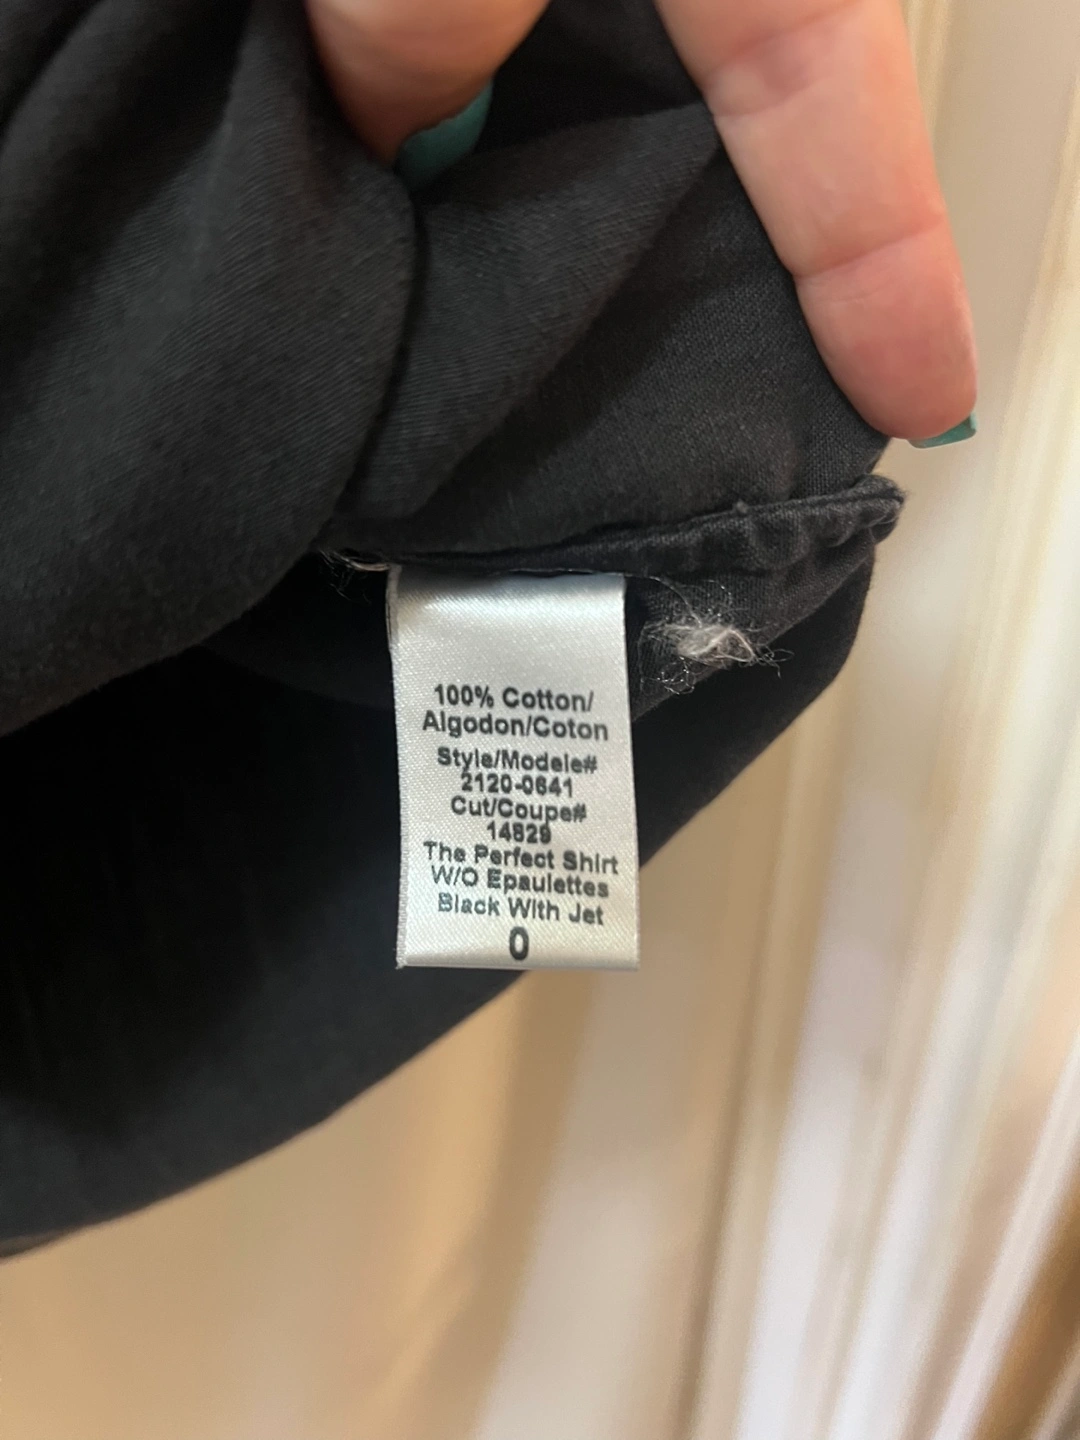 100% Cotton/
Algodon/Coton
Style/Modele#
2120-0641
Cut/Coupe#
14829
The Perfect Shirt
W/O Epaulettes
Black With Jet
0